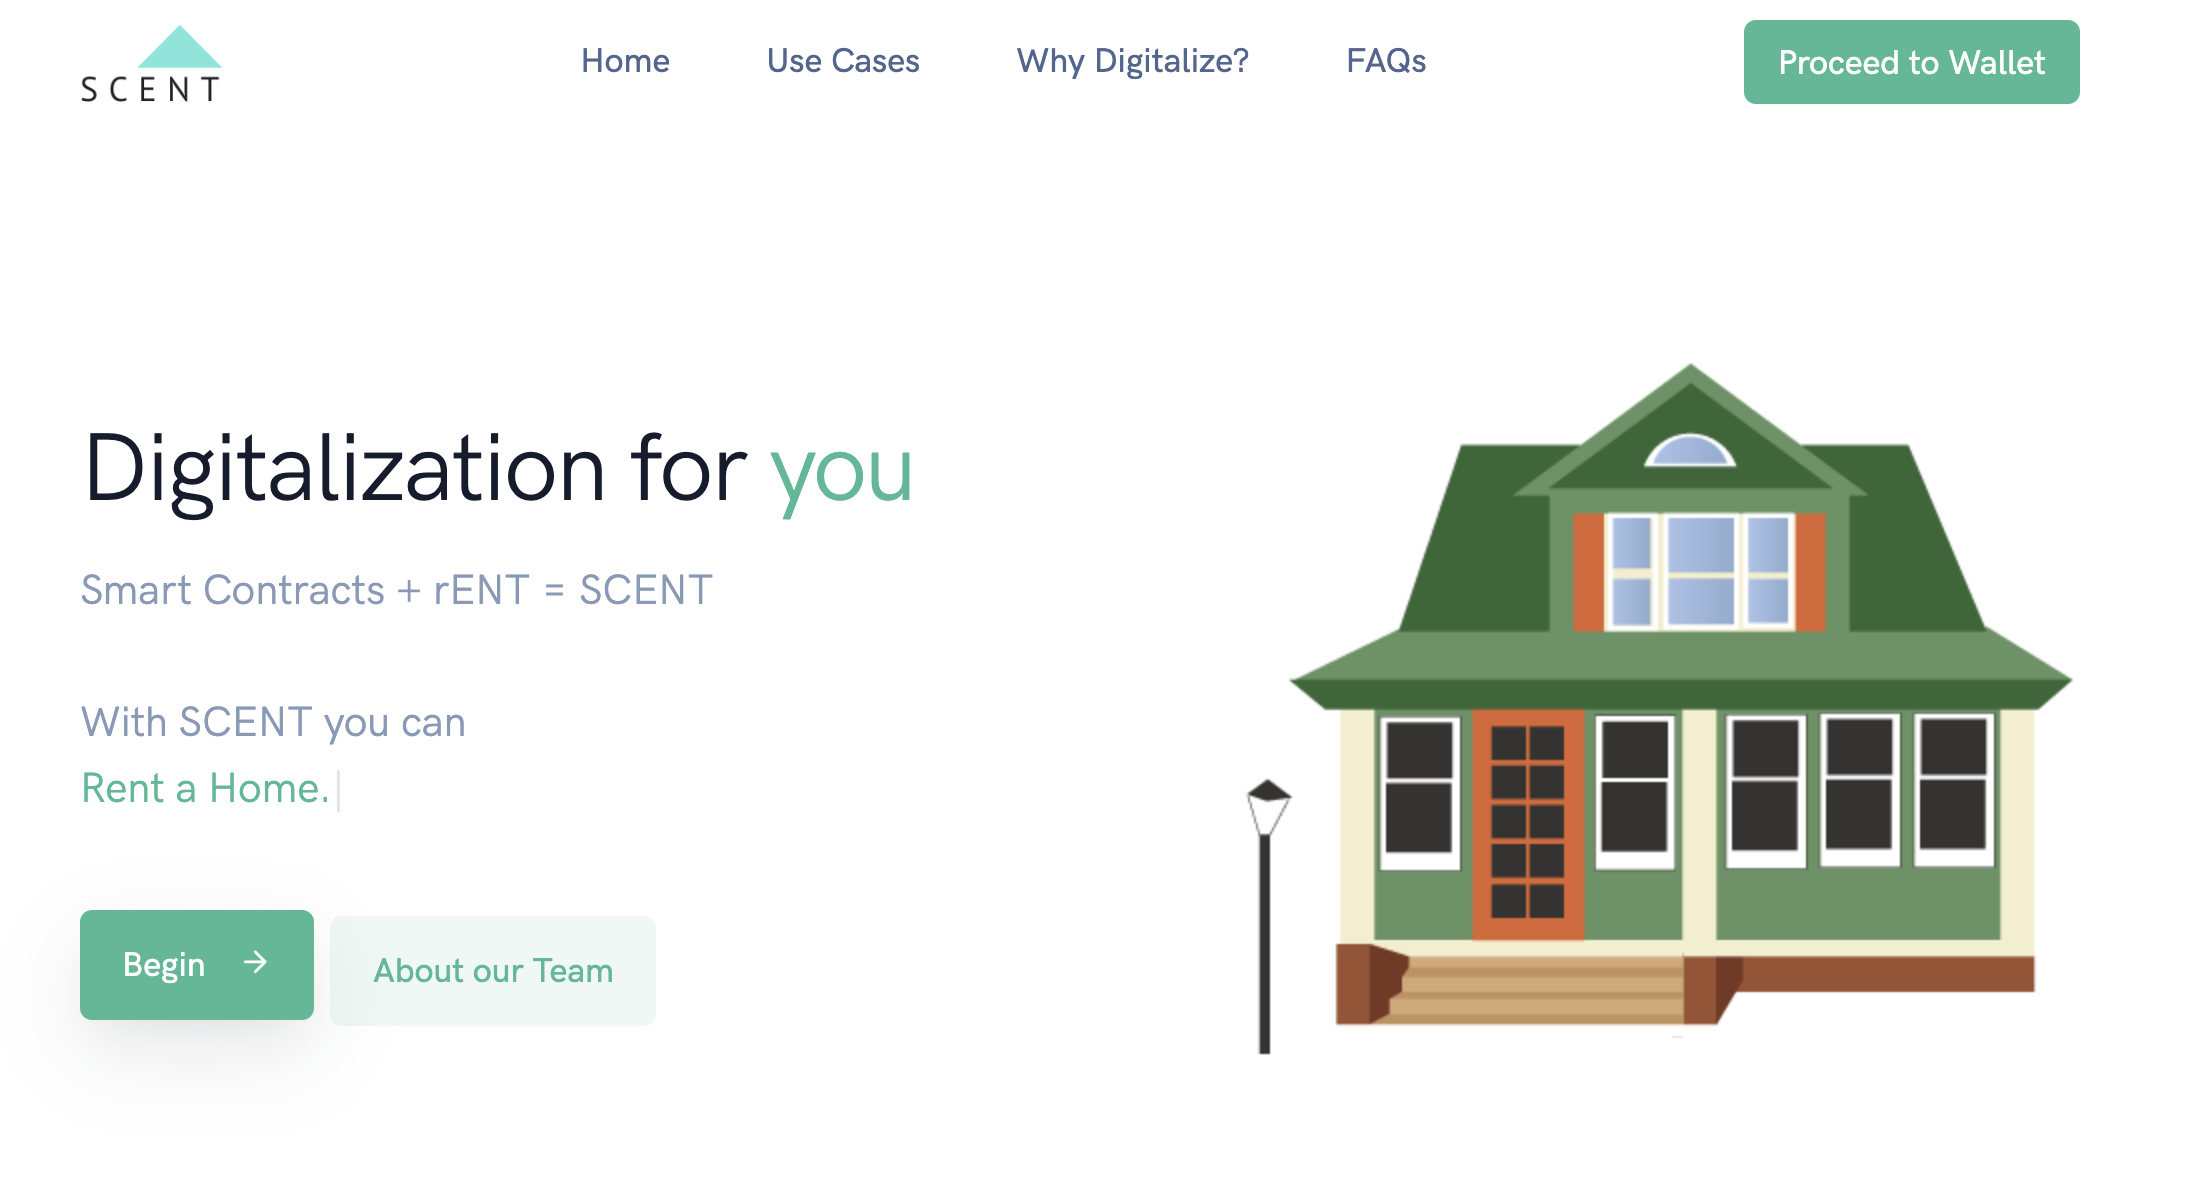 SCENT
Home
Use Cases
Why Digitalize?
FAQs
Proceed to Wallet
Digitalization for you
Smart Contracts + rENT = SCENT
With SCENT you can
Rent a Home.
Begin →
About our Team